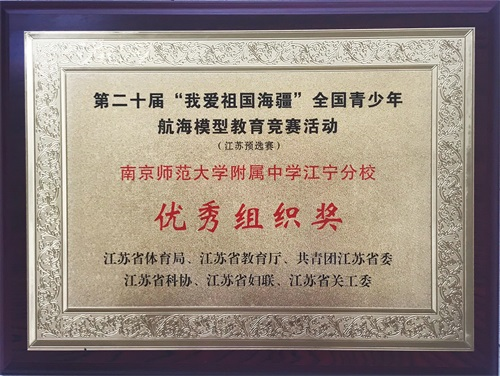 第二十届“我爱祖国海疆”全国青少年
航海模型教育竞赛活动
（江苏预选赛）
南京师范大学附属中学江宁分校
优秀组织奖
江苏省体育局、江苏省教育厅、共青团江苏省委
江苏省科协、江苏省妇联、江苏省关工委